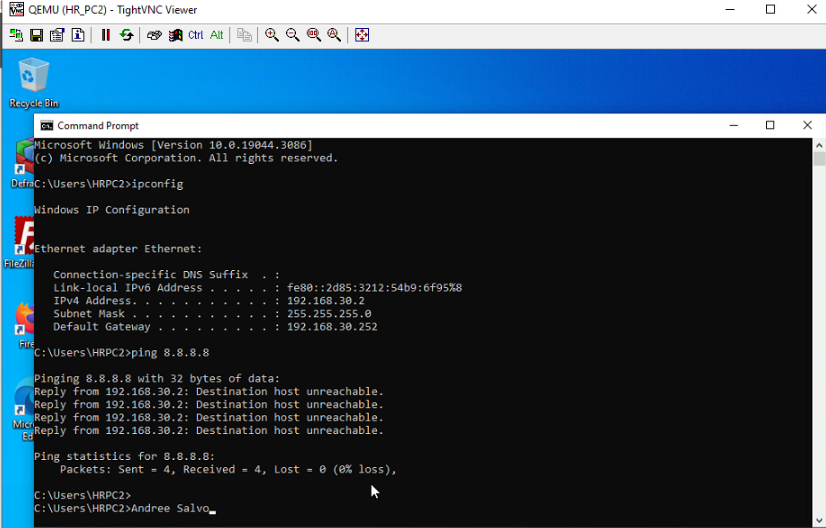 QEMU (HR_PC2) - TightVNC Viewer
Ctrl Alt
Recycle Bin
Command Prompt
Microsoft Windows [Version 10.0.19044.3086]
(c) Microsoft Corporation. All rights reserved.
Defra
C:\Users\HRPC2>ipconfig
Windows IP Configuration
Ethernet adapter Ethernet:
FileZilla
Connection-specific DNS Suffix  . :
Link-local IPv6 Address . . . . . : fe80::2d85:3212:54b9:6f95%8
IPv4 Address. . . . . . . . . . . : 192.168.30.2
Subnet Mask . . . . . . . . . . . : 255.255.255.0
Default Gateway . . . . . . . . . : 192.168.30.252
Fire
C:\Users\HRPC2>ping 8.8.8.8
Pinging 8.8.8.8 with 32 bytes of data:
Reply from 192.168.30.2: Destination host unreachable.
Reply from 192.168.30.2: Destination host unreachable.
Reply from 192.168.30.2: Destination host unreachable.
Micr
Reply from 192.168.30.2: Destination host unreachable.
Ed
Ping statistics for 8.8.8.8:
Packets: Sent = 4, Received = 4, Lost = 0 (0% loss),
C:\Users\HRPC2>
C:\Users\HRPC2>Andree Salvo_